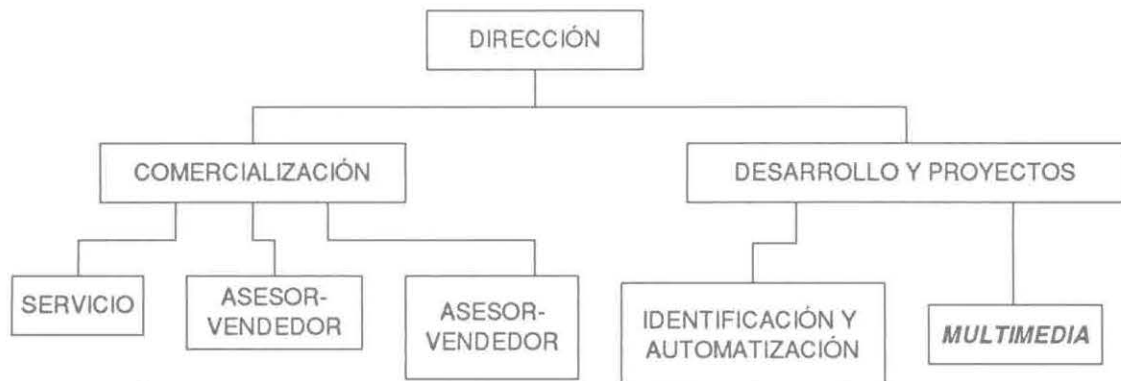 DIRECCIÓN
COMERCIALIZACIÓN
DESARROLLO Y PROYECTOS
SERVICIO
ASESOR-
VENDEDOR
ASESOR-
VENDEDOR
IDENTIFICACIÓN Y
AUTOMATIZACIÓN
MULTIMEDIA